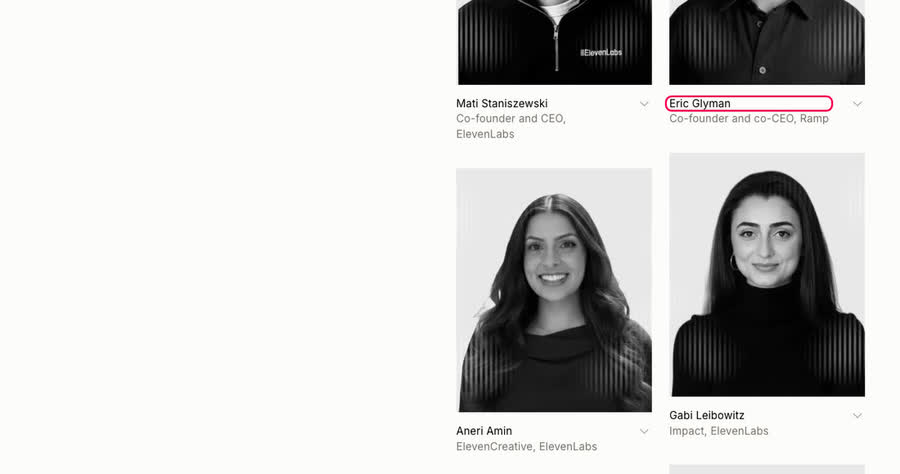 IIElevenLabs
Mati Staniszewski
Co-founder and CEO,
ElevenLabs
Eric Glyman
Co-founder and co-CEO, Ramp
Aneri Amin
ElevenCreative, ElevenLabs
Gabi Leibowitz
Impact, ElevenLabs